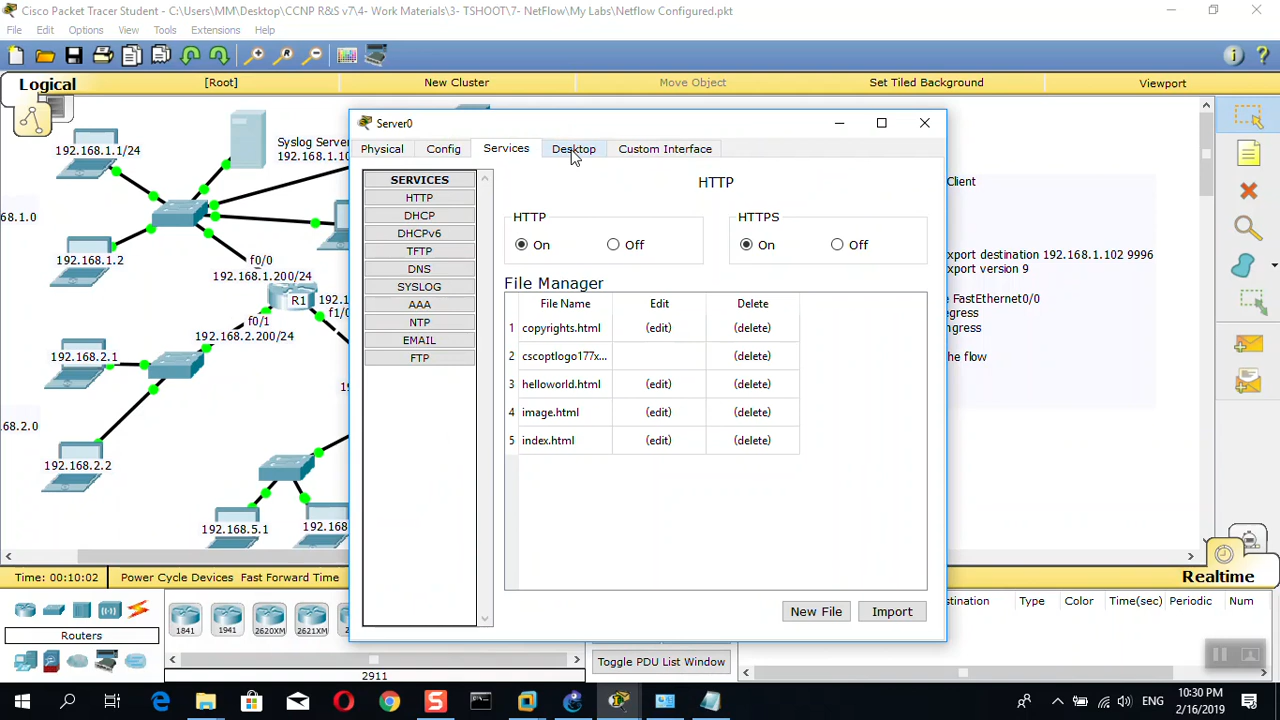 Cisco Packet Tracer Student - C:\Users\MM\Desktop\CCNP R&S v7\4- Work Materials\3- TSHOOT\7- NetFlow\My Labs\Netflow Configured.pkt
File Edit Options View Tools Extensions Help
Logical [Root] New Cluster Move Object Set Tiled Background Viewport
192.168.1.1/24
Syslog Server
192.168.1.10
68.1.0
192.168.1.2
f0/0
192.168.1.200/24
R1
192.1
f1/0
f0/1
192.168.2.200/24
192.168.2.1
68.2.0
192.168.2.2
192.168.5.1
192.168
Server0
Physical Config Services Desktop Custom Interface
SERVICES
HTTP
DHCP
DHCPv6
TFTP
DNS
SYSLOG
AAA
NTP
EMAIL
FTP
HTTP
HTTP HTTPS
On Off On Off
File Manager
File Name Edit Delete
1 copyrights.html (edit) (delete)
2 cscoptlogo177x... (delete)
3 helloworld.html (edit) (delete)
4 image.html (edit) (delete)
5 index.html (edit) (delete)
New File Import
Client
xport destination 192.168.1.102 9996
xport version 9
e FastEthernet0/0
egress
ngress
he flow
Time: 00:10:02 Power Cycle Devices Fast Forward Time
Realtime
Routers
1841 1941 2620XM 2621XM
2911
Toggle PDU List Window
stination Type Color Time(sec) Periodic Num
ENG 10:30 PM
2/16/2019